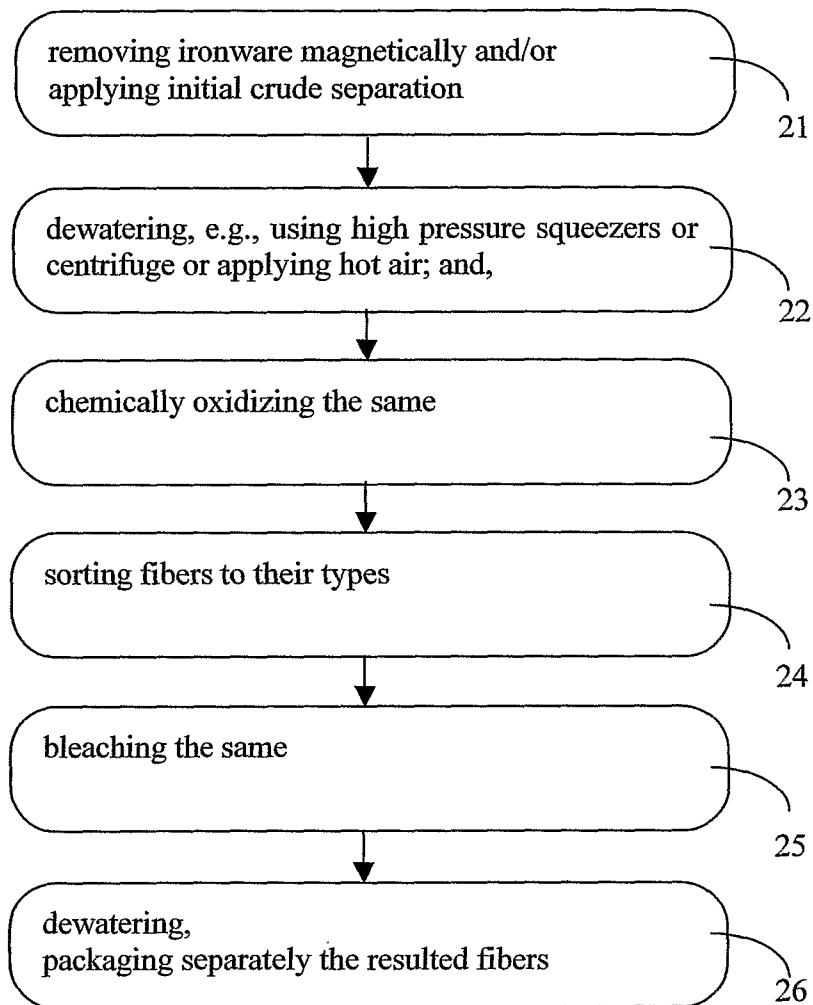 removing ironware magnetically and/or
applying initial crude separation
21
dewatering, e.g., using high pressure squeezers or
centrifuge or applying hot air; and,
22
chemically oxidizing the same
23
sorting fibers to their types
24
bleaching the same
25
dewatering,
packaging separately the resulted fibers
26